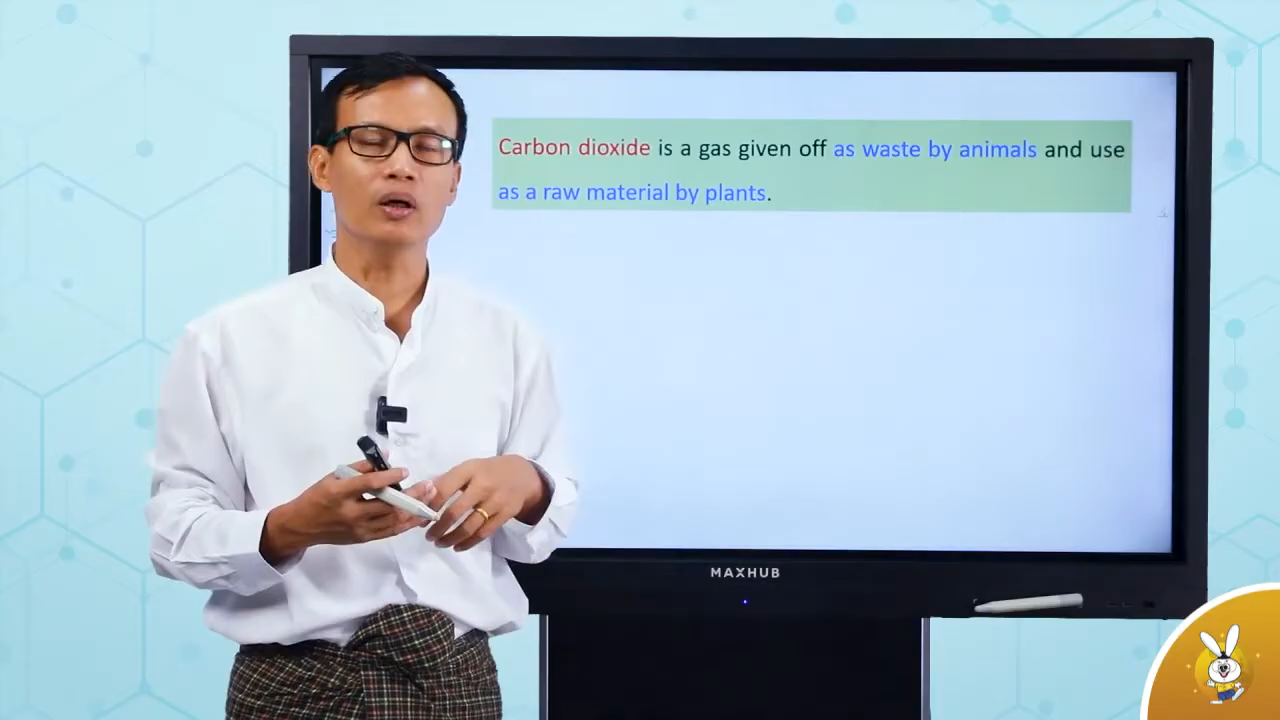 Carbon dioxide is a gas given off as waste by animals and use
as a raw material by plants.
MAXHUB